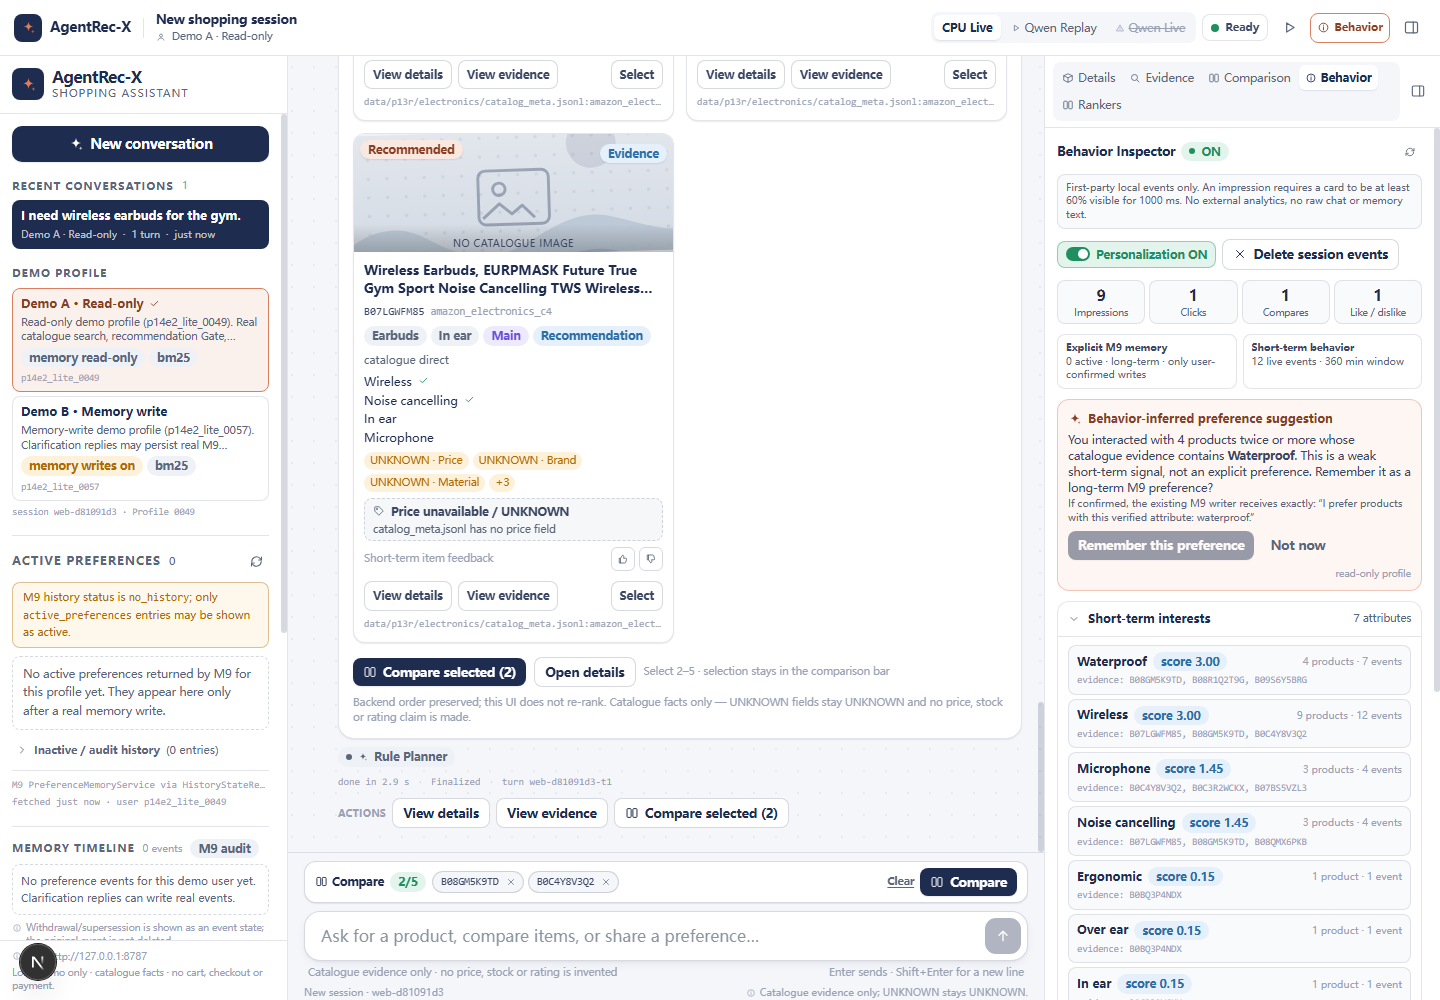 AgentRec-X
New shopping session
Demo A · Read-only
CPU Live
Qwen Replay
Qwen Live
Ready
Behavior
AgentRec-X
SHOPPING ASSISTANT
New conversation
RECENT CONVERSATIONS 1
I need wireless earbuds for the gym.
Demo A · Read-only · 1 turn · just now
DEMO PROFILE
Demo A • Read-only
Read-only demo profile (p14e2_lite_0049). Real
catalogue search, recommendation Gate,...
memory read-only bm25
p14e2_lite_0049
Demo B • Memory write
Memory-write demo profile (p14e2_lite_0057).
Clarification replies may persist real M9...
memory writes on bm25
p14e2_lite_0057
session web-d81091d3 · Profile 0049
ACTIVE PREFERENCES 0
M9 history status is no_history; only
active_preferences entries may be shown
as active.
No active preferences returned by M9 for
this profile yet. They appear here only
after a real memory write.
Inactive / audit history (0 entries)
M9 PreferenceMemoryService via HistoryStateRe…
fetched just now · user p14e2_lite_0049
MEMORY TIMELINE 0 events M9 audit
No preference events for this demo user yet.
Clarification replies can write real events.
Withdrawal/supersession is shown as an event state;
ttp://127.0.0.1:8787
mo only · catalogue facts · no cart, checkout or
payment.
N
View details View evidence Select
data/p13r/electronics/catalog_meta.jsonl:amazon_elect…
View details View evidence Select
data/p13r/electronics/catalog_meta.jsonl:amazon_elect…
Recommended
Evidence
NO CATALOGUE IMAGE
Wireless Earbuds, EURPMASK Future True
Gym Sport Noise Cancelling TWS Wireless...
B07LGWFM85 amazon_electronics_c4
Earbuds In ear Main Recommendation
catalogue direct
Wireless
Noise cancelling
In ear
Microphone
UNKNOWN · Price UNKNOWN · Brand
UNKNOWN · Material +3
Price unavailable / UNKNOWN
catalog_meta.jsonl has no price field
Short-term item feedback
View details View evidence Select
data/p13r/electronics/catalog_meta.jsonl:amazon_elect…
Compare selected (2) Open details Select 2–5 · selection stays in the comparison bar
Backend order preserved; this UI does not re-rank. Catalogue facts only — UNKNOWN fields stay UNKNOWN and no price, stock
or rating claim is made.
Rule Planner
done in 2.9 s · Finalized · turn web-d81091d3-t1
ACTIONS View details View evidence Compare selected (2)
Compare 2/5 B08GM5K9TD B0C4Y8V3Q2 Clear Compare
Ask for a product, compare items, or share a preference...
Catalogue evidence only · no price, stock or rating is invented
Enter sends · Shift+Enter for a new line
New session · web-d81091d3
Catalogue evidence only; UNKNOWN stays UNKNOWN.
Details Evidence Comparison Behavior
Rankers
Behavior Inspector ON
First-party local events only. An impression requires a card to be at least
60% visible for 1000 ms. No external analytics, no raw chat or memory
text.
Personalization ON Delete session events
9
Impressions
1
Clicks
1
Compares
1
Like / dislike
Explicit M9 memory
0 active · long-term · only user-
confirmed writes
Short-term behavior
12 live events · 360 min window
Behavior-inferred preference suggestion
You interacted with 4 products twice or more whose
catalogue evidence contains Waterproof. This is a weak
short-term signal, not an explicit preference. Remember it as a
long-term M9 preference?
If confirmed, the existing M9 writer receives exactly: “I prefer products
with this verified attribute: waterproof.”
Remember this preference Not now
read-only profile
Short-term interests 7 attributes
Waterproof score 3.00 4 products · 7 events
evidence: B08GM5K9TD, B08R1Q2T9G, B09S6Y5BRG
Wireless score 3.00 9 products · 12 events
evidence: B07LGWFM85, B08GM5K9TD, B0C4Y8V3Q2
Microphone score 1.45 3 products · 4 events
evidence: B0C4Y8V3Q2, B0C3R2WCKX, B07BS5VZL3
Noise cancelling score 1.45 3 products · 4 events
evidence: B07LGWFM85, B08GM5K9TD, B08QMX6PKB
Ergonomic score 0.15 1 product · 1 event
evidence: B0BQ3P4NDX
Over ear score 0.15 1 product · 1 event
evidence: B0BQ3P4NDX
In ear score 0.15 1 product · 1 event